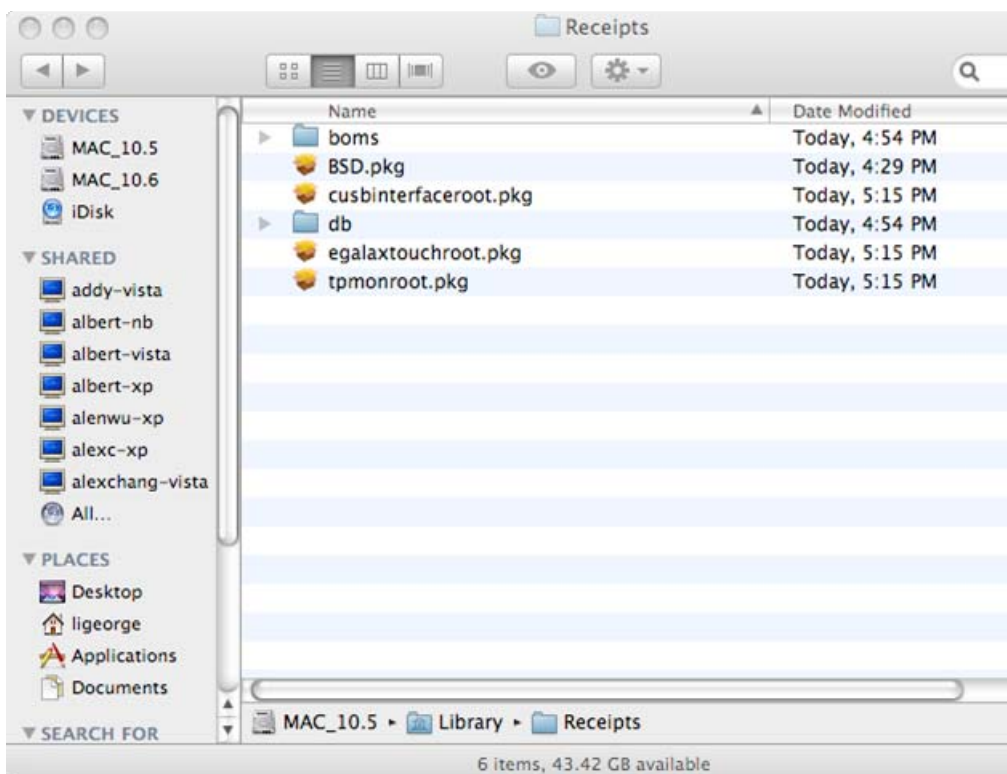 Receipts
Name Date Modified
boms Today, 4:54 PM
BSD.pkg Today, 4:29 PM
cusbinterfaceroot.pkg Today, 5:15 PM
db Today, 4:54 PM
egalaxtouchroot.pkg Today, 5:15 PM
tpmonroot.pkg Today, 5:15 PM
DEVICES
MAC_10.5
MAC_10.6
iDisk
SHARED
addy-vista
albert-nb
albert-vista
albert-xp
alenwu-xp
alexc-xp
alexchang-vista
All...
PLACES
Desktop
ligeorge
Applications
Documents
SEARCH FOR
MAC_10.5 ▸ Library ▸ Receipts
6 items, 43.42 GB available